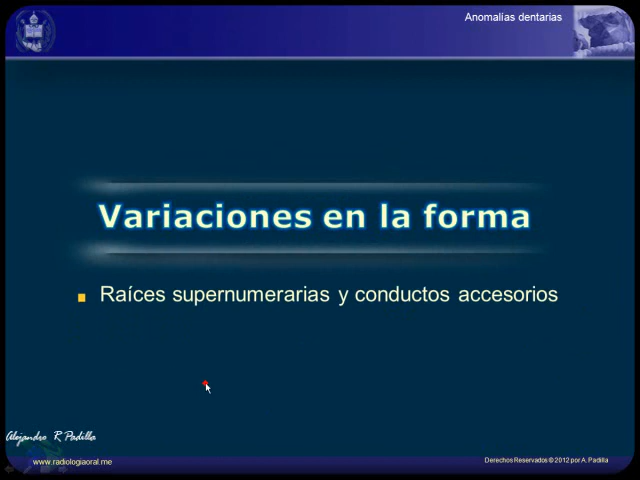 Anomalías dentarias
Variaciones en la forma
Raíces supernumerarias y conductos accesorios
Alejandro R Padilla
www.radiologiaoral.me
Derechos Reservados © 2012 por A. Padilla